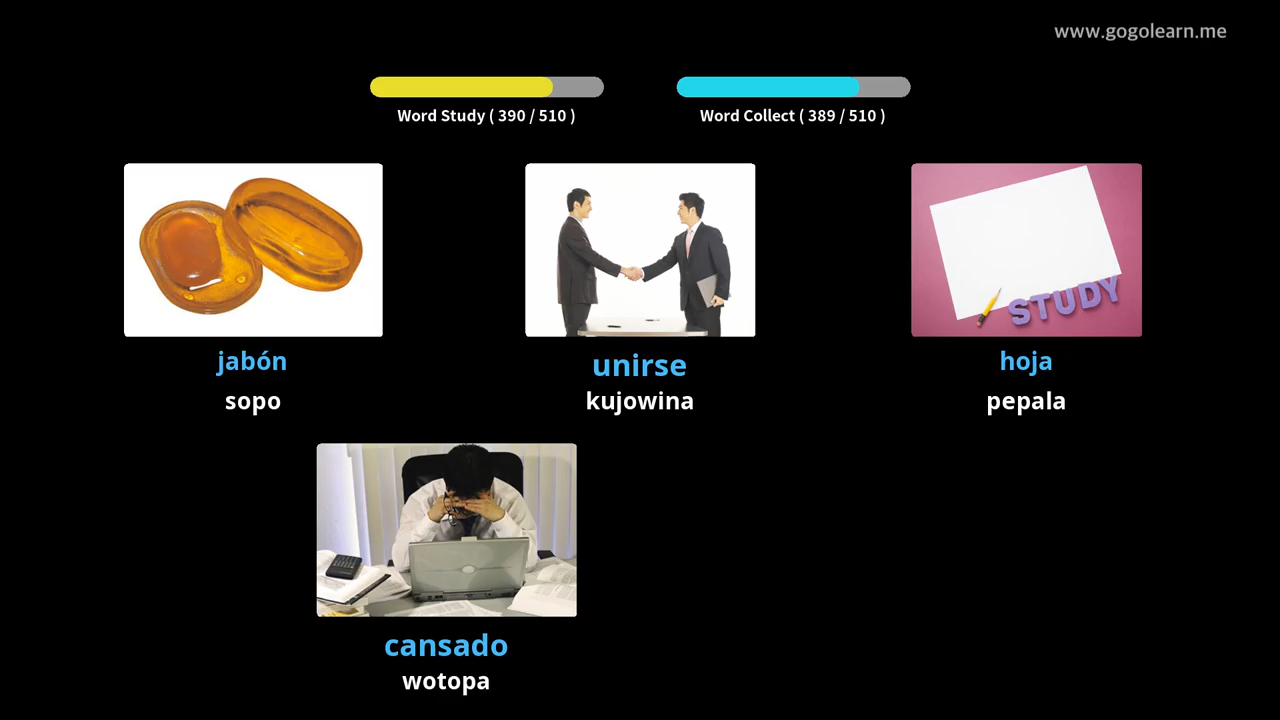 www.gogolearn.me
Word Study ( 390 / 510 )
Word Collect ( 389 / 510 )
jabón
sopo
unirse
kujowina
hoja
pepala
STUDY
cansado
wotopa